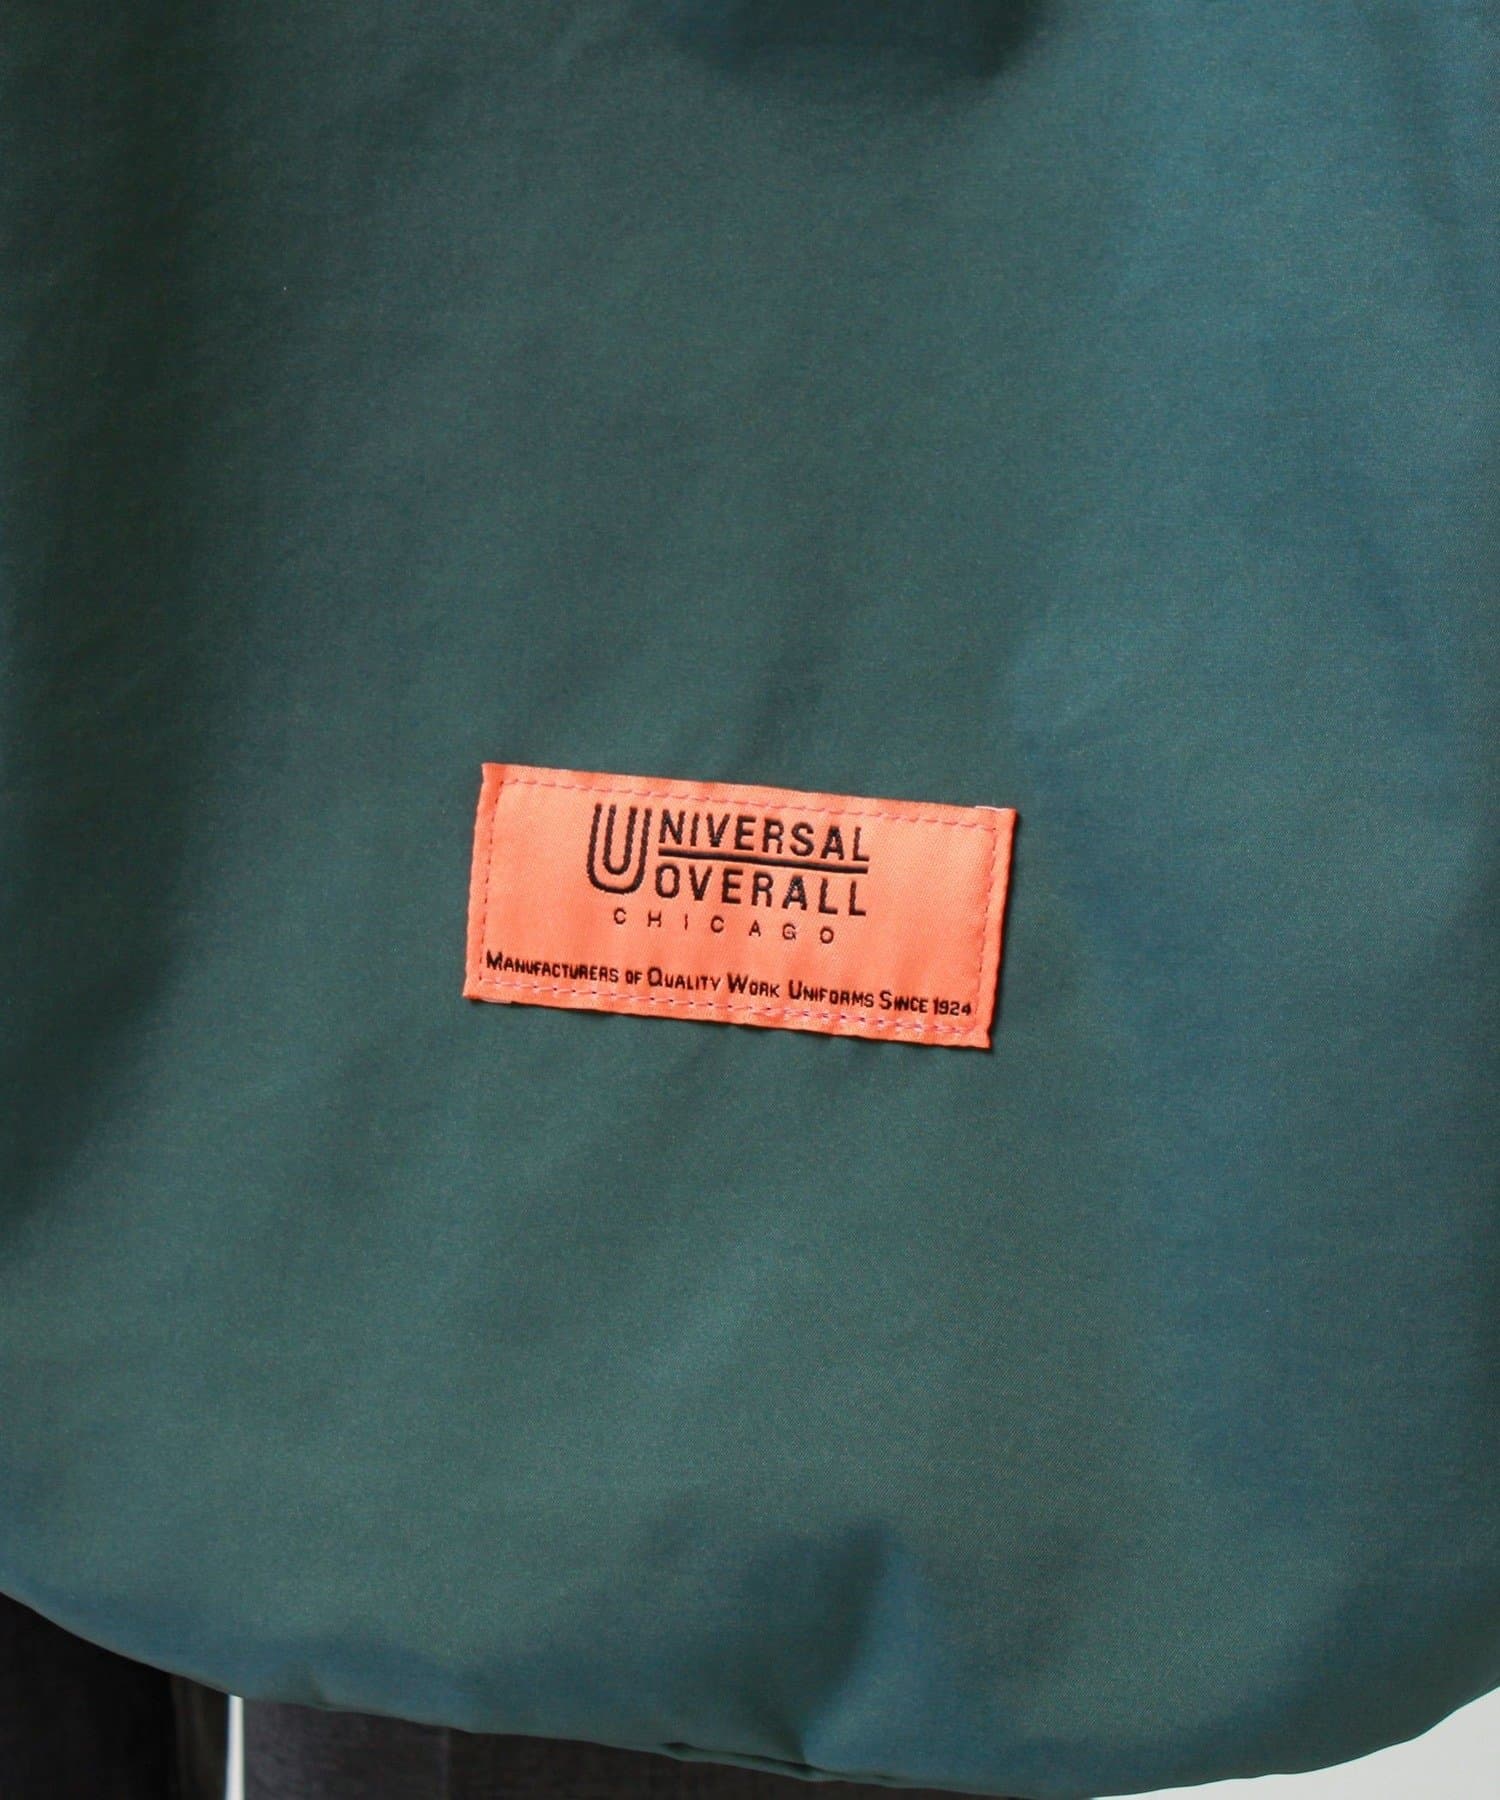 UNIVERSAL
OVERALL
CHICAGO
MANUFACTURERS OF QUALITY WORK UNIFORMS SINCE 1924